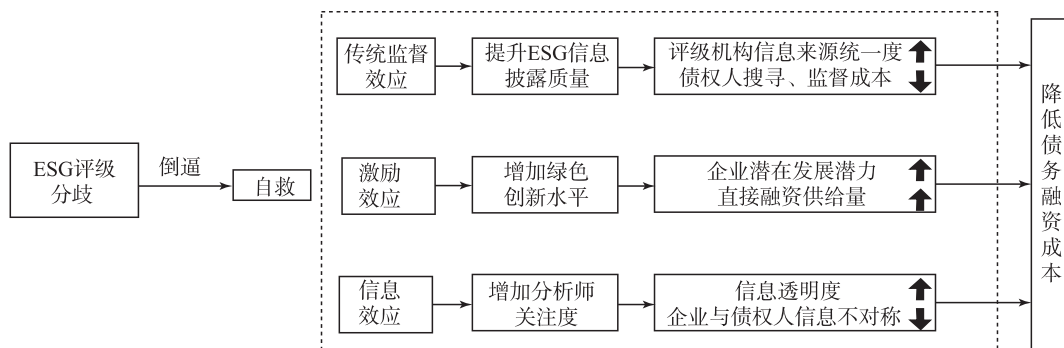 ESG评级
分歧
倒逼
自救
传统监督
效应
提升ESG信息
披露质量
评级机构信息来源统一度
债权人搜寻、监督成本
激励
效应
增加绿色
创新水平
企业潜在发展潜力
直接融资供给量
信息
效应
增加分析师
关注度
信息透明度
企业与债权人信息不对称
降低债务融资成本